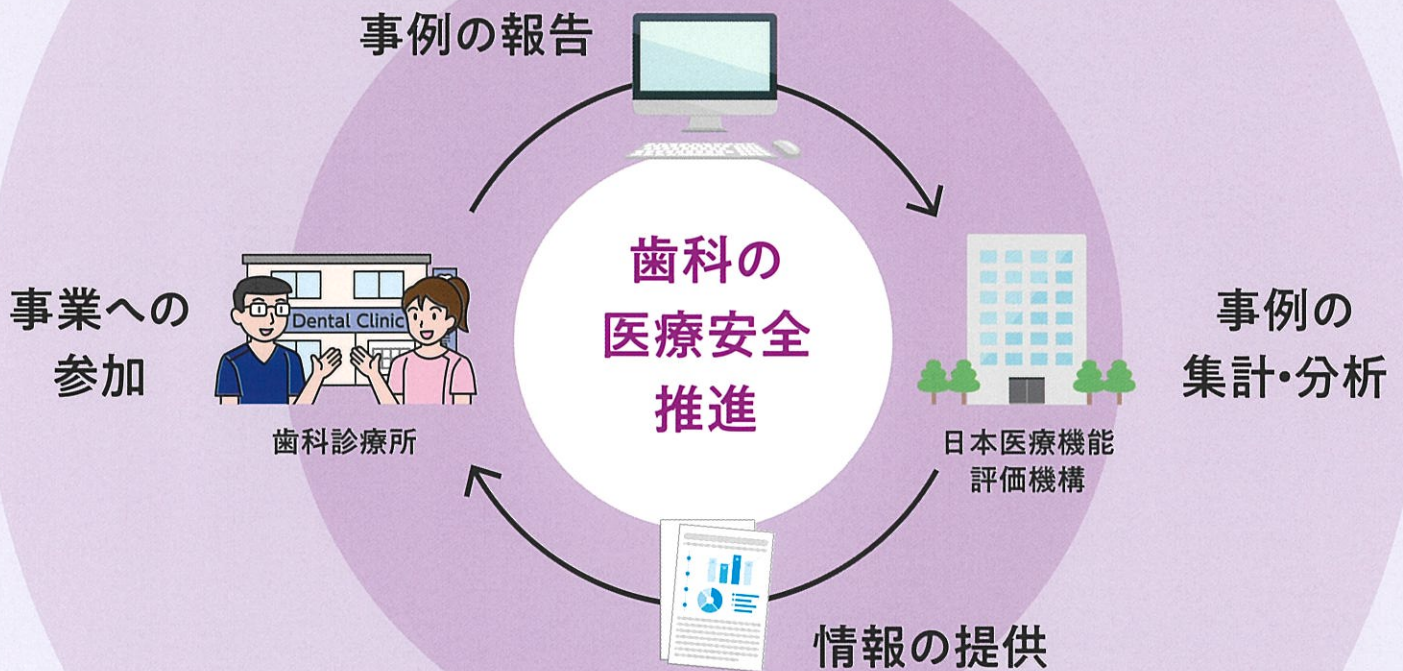 事例の報告
歯科の
医療安全
推進
事業への
参加
Dental Clinic
歯科診療所
事例の
集計・分析
日本医療機能
評価機構
情報の提供